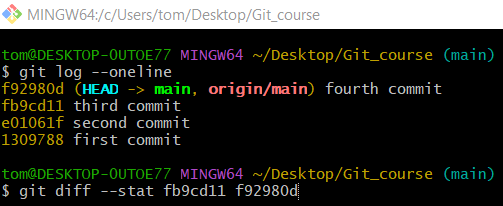 MINGW64:/c/Users/tom/Desktop/Git_course
tom@DESKTOP-OUTOE77 MINGW64 ~/Desktop/Git_course (main)
$ git log --oneline
f92980d (HEAD -> main, origin/main) fourth commit
fb9cd11 third commit
e01061f second commit
1309788 first commit
tom@DESKTOP-OUTOE77 MINGW64 ~/Desktop/Git_course (main)
$ git diff --stat fb9cd11 f92980d